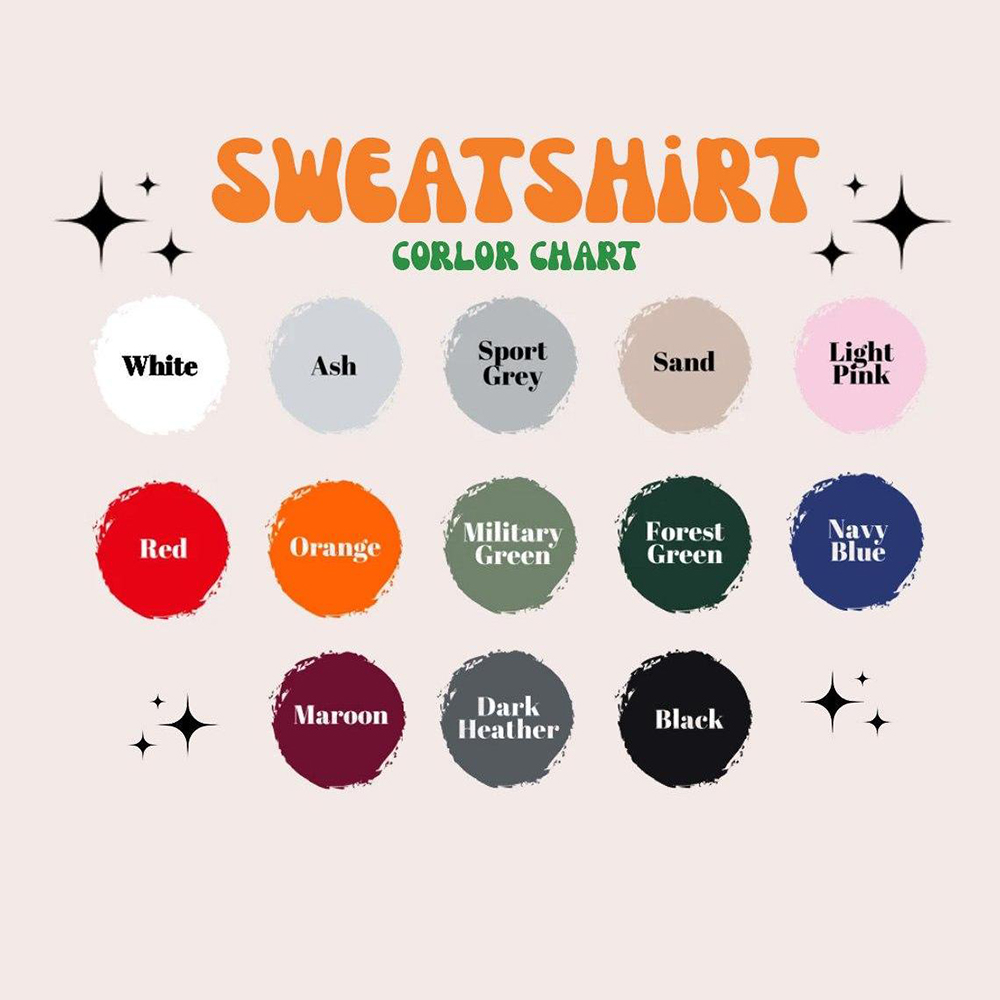 SWEATSHiRT
CORLOR CHART
White
Ash
Sport
Grey
Sand
Light
Pink
Red
Orange
Military
Green
Forest
Green
Navy
Blue
Maroon
Dark
Heather
Black